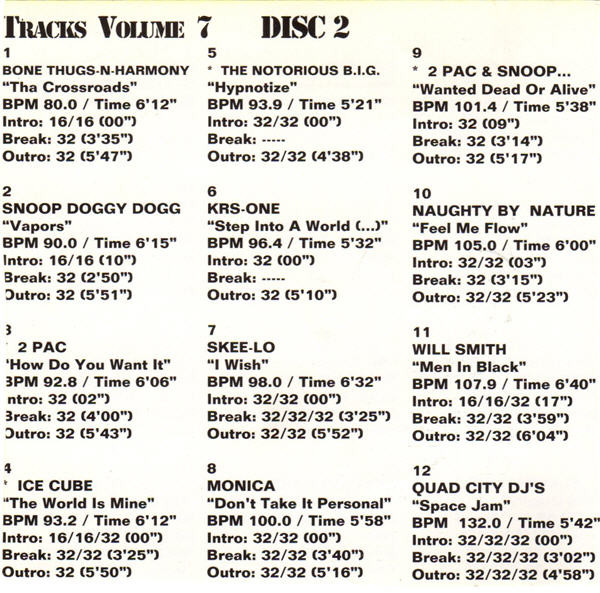 TRACKS VOLUME 7 DISC 2
1
BONE THUGS-N-HARMONY
"Tha Crossroads"
BPM 80.0 / Time 6'12"
Intro: 16/16 (00")
Break: 32 (3'35")
Outro: 32 (5'47")
2
SNOOP DOGGY DOGG
"Vapors"
BPM 90.0 / Time 6'15"
Intro: 16/16 (10")
Break: 32 (2'50")
Outro: 32 (5'51")
3
* 2 PAC
"How Do You Want It"
BPM 92.8 / Time 6'06"
Intro: 32 (02")
Break: 32 (4'00")
Outro: 32 (5'43")
4
* ICE CUBE
"The World Is Mine"
BPM 93.2 / Time 6'12"
Intro: 16/16/32 (00")
Break: 32/32 (3'25")
Outro: 32 (5'50")
5
* THE NOTORIOUS B.I.G.
"Hypnotize"
BPM 93.9 / Time 5'21"
Intro: 32/32 (00")
Break: -----
Outro: 32/32 (4'38")
6
KRS-ONE
"Step Into A World (...)"
BPM 96.4 / Time 5'32"
Intro: 32 (00")
Break: -----
Outro: 32 (5'10")
7
SKEE-LO
"I Wish"
BPM 98.0 / Time 6'32"
Intro: 32/32 (00")
Break: 32/32/32 (3'25")
Outro: 32/32 (5'52")
8
MONICA
"Don't Take It Personal"
BPM 100.0 / Time 5'58"
Intro: 32/32 (00")
Break: 32/32 (3'40")
Outro: 32 (5'16")
9
* 2 PAC & SNOOP...
"Wanted Dead Or Alive"
BPM 101.4 / Time 5'38"
Intro: 32 (09")
Break: 32 (3'14")
Outro: 32 (5'17")
10
NAUGHTY BY NATURE
"Feel Me Flow"
BPM 105.0 / Time 6'00"
Intro: 32/32 (03")
Break: 32 (3'15")
Outro: 32/32 (5'23")
11
WILL SMITH
"Men In Black"
BPM 107.9 / Time 6'40"
Intro: 16/16/32 (17")
Break: 32/32 (3'59")
Outro: 32/32 (6'04")
12
QUAD CITY DJ'S
"Space Jam"
BPM 132.0 / Time 5'42"
Intro: 32/32/32 (00")
Break: 32/32/32 (3'02")
Outro: 32/32/32 (4'58")